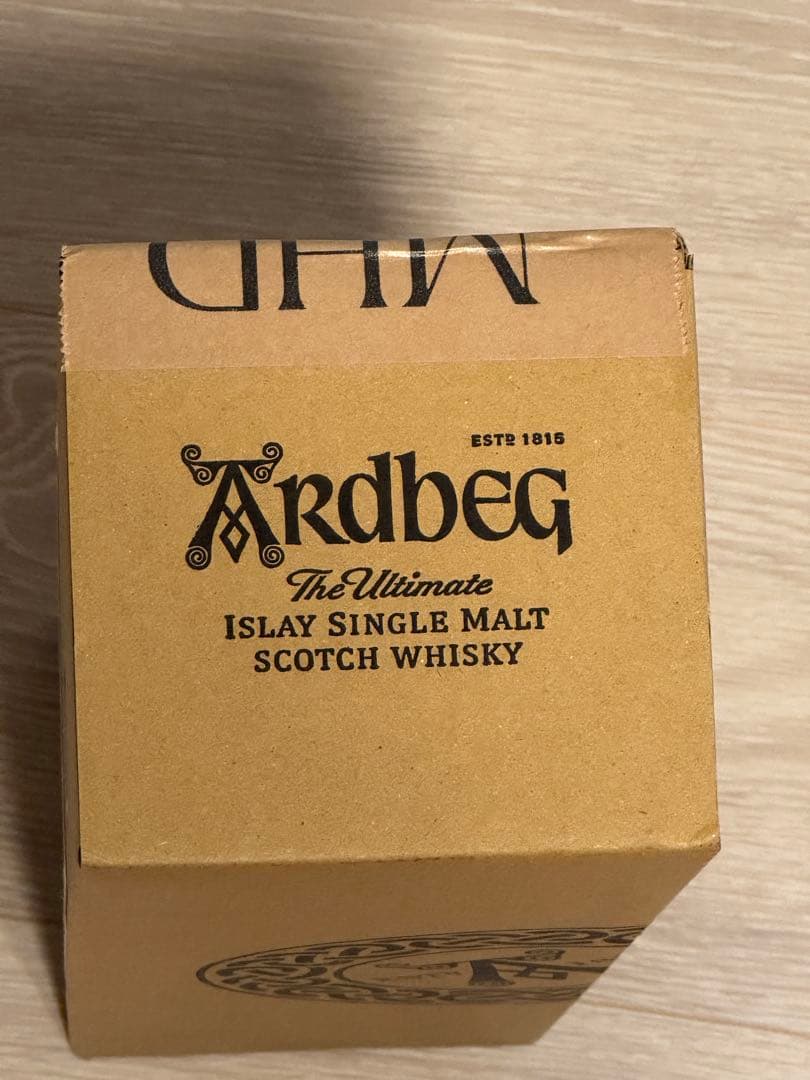 MHD
ESTD 1815
ARdbEG
The Ultimate
ISLAY SINGLE MALT
SCOTCH WHISKY